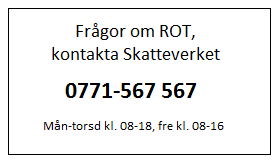 Frågor om ROT,
kontakta Skatteverket
0771-567 567
Mån-torsd kl. 08-18, fre kl. 08-16